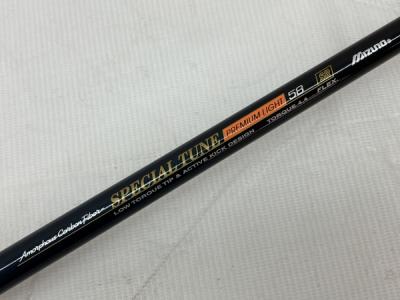 Amorphous Carbon Fiber
SPECIAL TUNE PREMIUM LIGHT 58
LOW TORQUE TIP & ACTIVE KICK DESIGN TORQUE 4.4 FLEX.
MIZUNO